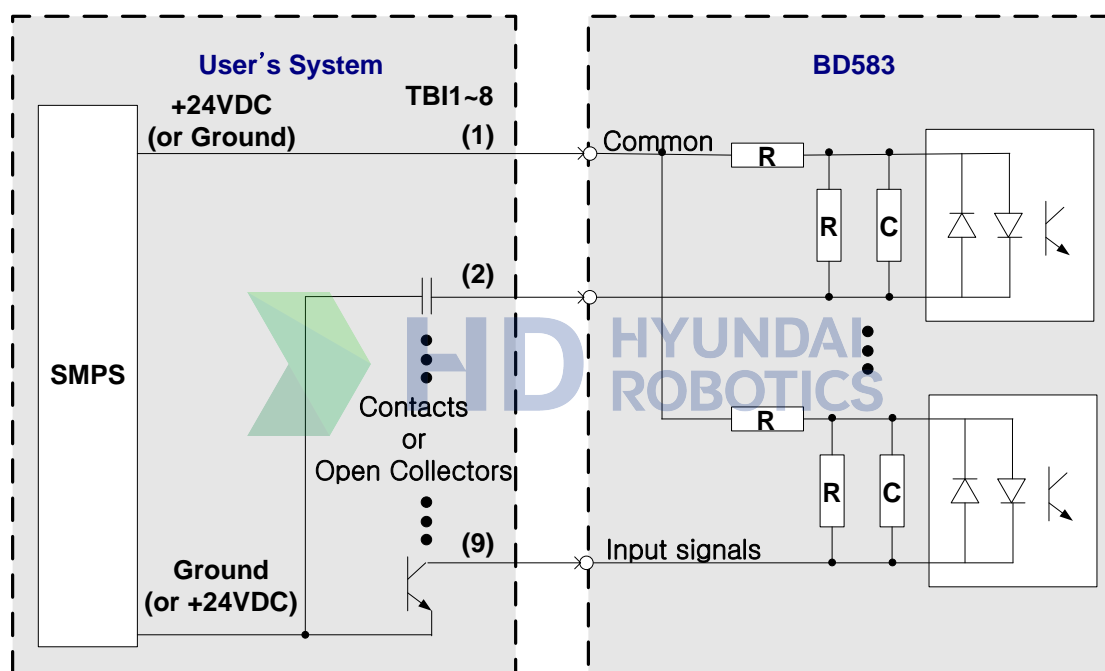 User's System
BD583
+24VDC
(or Ground)
TBI1~8
(1)
Common
R
R
C
(2)
SMPS
HD HYUNDAI
ROBOTICS
Contacts
or
Open Collectors
R
R
C
(9)
Input signals
Ground
(or +24VDC)